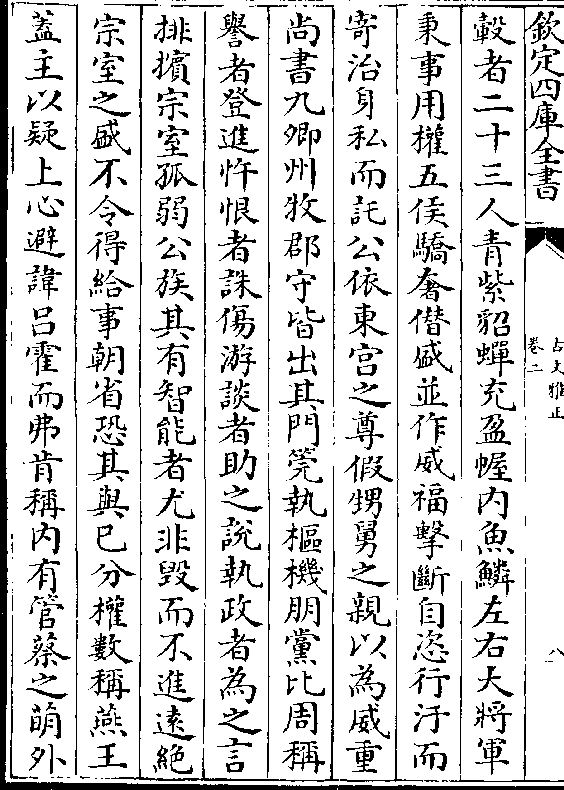 欽定四庫全書
古文雅正
卷二
八
轂者二十三人青紫貂蟬充盈幄内魚鱗左右大將軍
秉事用權五侯驕奢僭盛並作威福擊斷自恣行汙而
寄治身私而託公依東宫之尊假甥舅之親以為威重
尚書九卿州牧郡守皆出其門筦執樞機朋黨比周稱
譽者登進忤恨者誅傷游談者助之說執政者為之言
排擯宗室孤弱公族其有智能者尤非毁而不進遠絶
宗室之盛不令得給事朝省恐其與己分權數稱燕王
葢主以疑上心避諱吕霍而弗肯稱内有管蔡之萌外